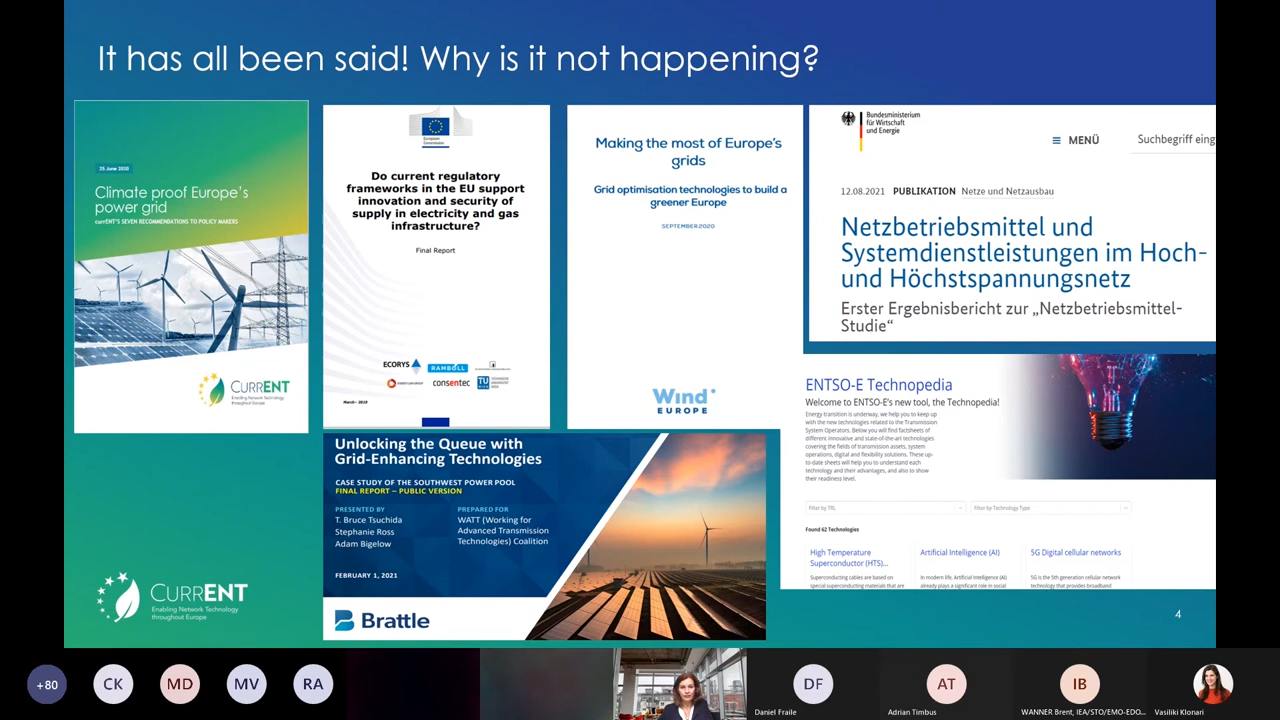 It has all been said! Why is it not happening?
25 June 2020
Climate proof Europe's
power grid
currENT'S SEVEN RECOMMENDATIONS TO POLICY MAKERS
CURRENT
Enabling Network Technology
throughout Europe
European
Commission
Do current regulatory
frameworks in the EU support
innovation and security of
supply in electricity and gas
infrastructure?
Final Report
ECORYS
RAMBOLL
consentec
TU
March– 2019
Making the most of Europe's
grids
Grid optimisation technologies to build a
greener Europe
SEPTEMBER 2020
Wind
EUROPE
Bundesministerium
für Wirtschaft
und Energie
MENÜ
Suchbegriff eing
12.08.2021 PUBLIKATION Netze und Netzausbau
Netzbetriebsmittel und
Systemdienstleistungen im Hoch-
und Höchstspannungsnetz
Erster Ergebnisbericht zur „Netzbetriebsmittel-
Studie“
Unlocking the Queue with
Grid-Enhancing Technologies
CASE STUDY OF THE SOUTHWEST POWER POOL
FINAL REPORT – PUBLIC VERSION
PRESENTED BY
T. Bruce Tsuchida
Stephanie Ross
Adam Bigelow
PREPARED FOR
WATT (Working for
Advanced Transmission
Technologies) Coalition
FEBRUARY 1, 2021
Brattle
ENTSO-E Technopedia
Welcome to ENTSO-E's new tool, the Technopedia!
Energy transition is underway, we help you to keep up
with the new technologies related to the Transmission
System Operators. Below you will find factsheets of
different innovative and state-of-the-art technologies
covering the fields of transmission assets, system
operations, digital and flexibility solutions. These up-
to-date sheets will help you to understand each
technology and their advantages, and also to show
their readiness level.
Filter by TRL
Filter by Technology Type
Found 62 Technologies
High Temperature
Superconductor (HTS)...
Superconducting cables are based on
special superconducting materials that are
Artificial Intelligence (AI)
In modern life, Artificial Intelligence (AI)
already plays a significant role in social
5G Digital cellular networks
5G is the 5th generation cellular network
technology that provides broadband
CURRENT
Enabling Network Technology
throughout Europe
4
+80
CK
MD
MV
RA
DF
Daniel Fraile
AT
Adrian Timbus
IB
WANNER Brent, IEA/STO/EMO-EDO...
Vasiliki Klonari